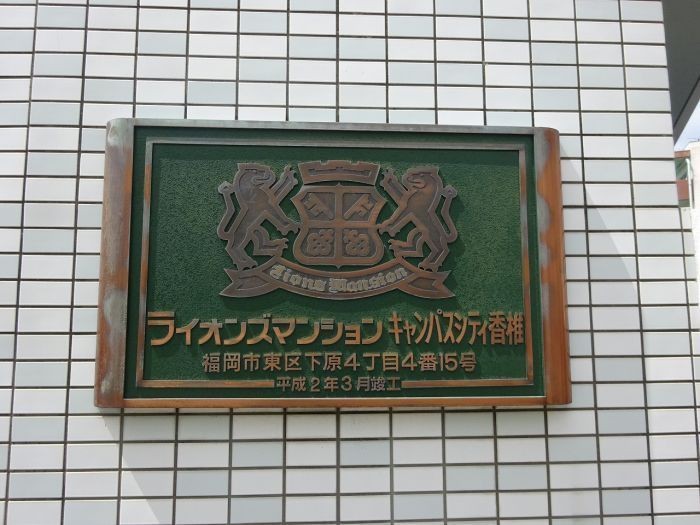 Lions Mansion
ライオンズマンション キャンパスシティ香椎
福岡市東区下原4丁目4番15号
平成2年3月竣工